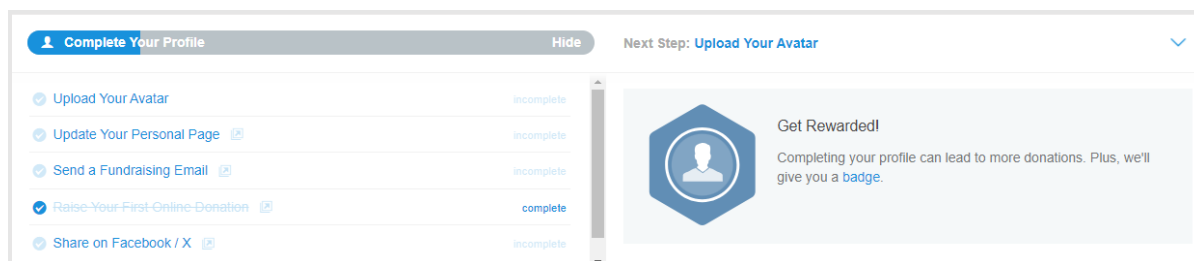 Complete Your Profile Hide
Next Step: Upload Your Avatar
Upload Your Avatar incomplete
Update Your Personal Page incomplete
Send a Fundraising Email incomplete
Raise Your First Online Donation complete
Share on Facebook / X incomplete
Get Rewarded!
Completing your profile can lead to more donations. Plus, we'll
give you a badge.